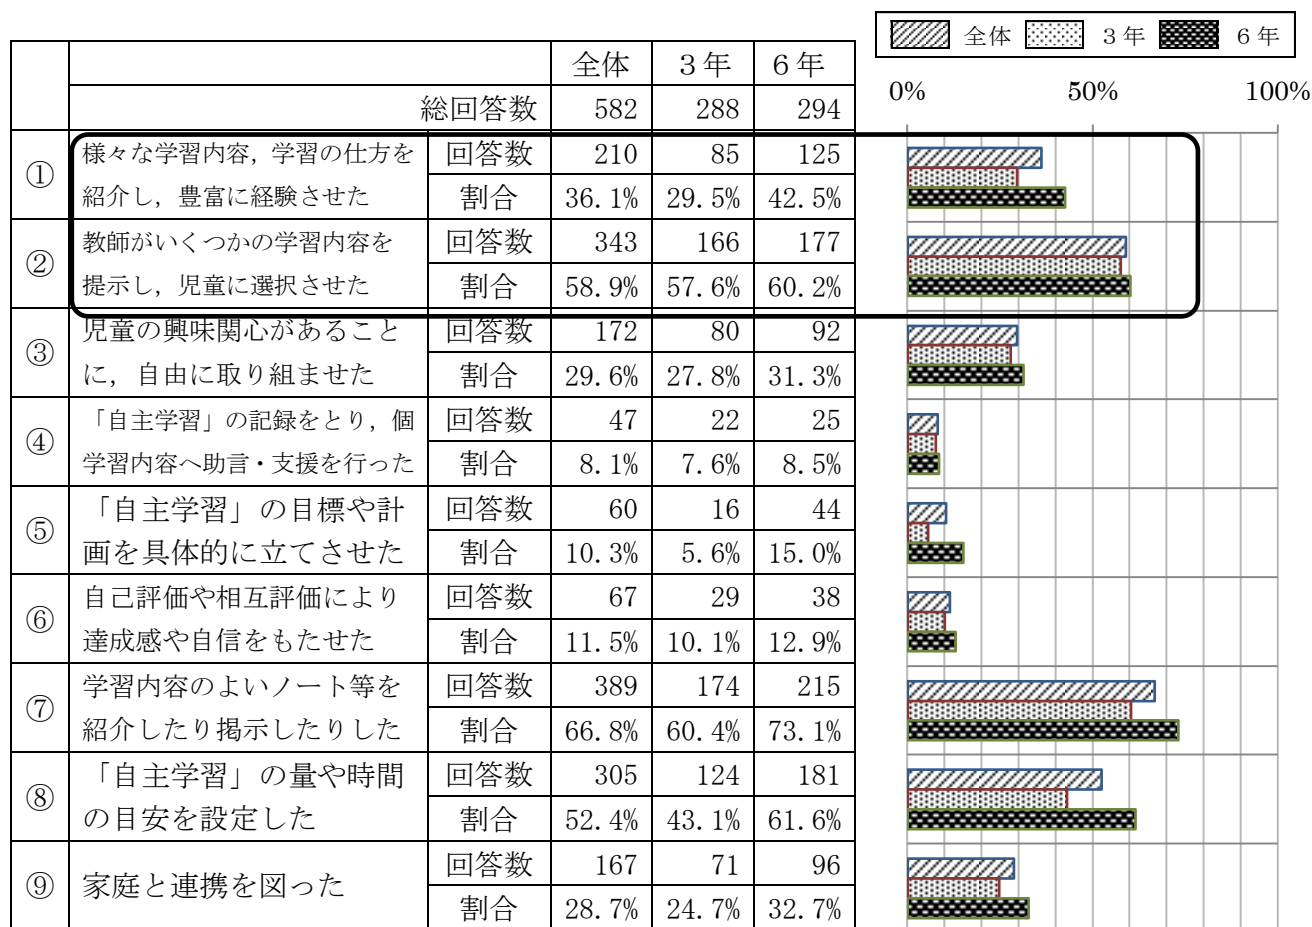 全体 3年 6年
全体 3年 6年
総回答数 582 288 294
0% 50% 100%
① 様々な学習内容，学習の仕方を 回答数 210 85 125
紹介し，豊富に経験させた 割合 36.1% 29.5% 42.5%
② 教師がいくつかの学習内容を 回答数 343 166 177
提示し，児童に選択させた 割合 58.9% 57.6% 60.2%
③ 児童の興味関心があること 回答数 172 80 92
に，自由に取り組ませた 割合 29.6% 27.8% 31.3%
④ 「自主学習」の記録をとり，個 回答数 47 22 25
学習内容へ助言・支援を行った 割合 8.1% 7.6% 8.5%
⑤ 「自主学習」の目標や計 回答数 60 16 44
画を具体的に立てさせた 割合 10.3% 5.6% 15.0%
⑥ 自己評価や相互評価により 回答数 67 29 38
達成感や自信をもたせた 割合 11.5% 10.1% 12.9%
⑦ 学習内容のよいノート等を 回答数 389 174 215
紹介したり掲示したりした 割合 66.8% 60.4% 73.1%
⑧ 「自主学習」の量や時間 回答数 305 124 181
の目安を設定した 割合 52.4% 43.1% 61.6%
⑨ 家庭と連携を図った 回答数 167 71 96
割合 28.7% 24.7% 32.7%